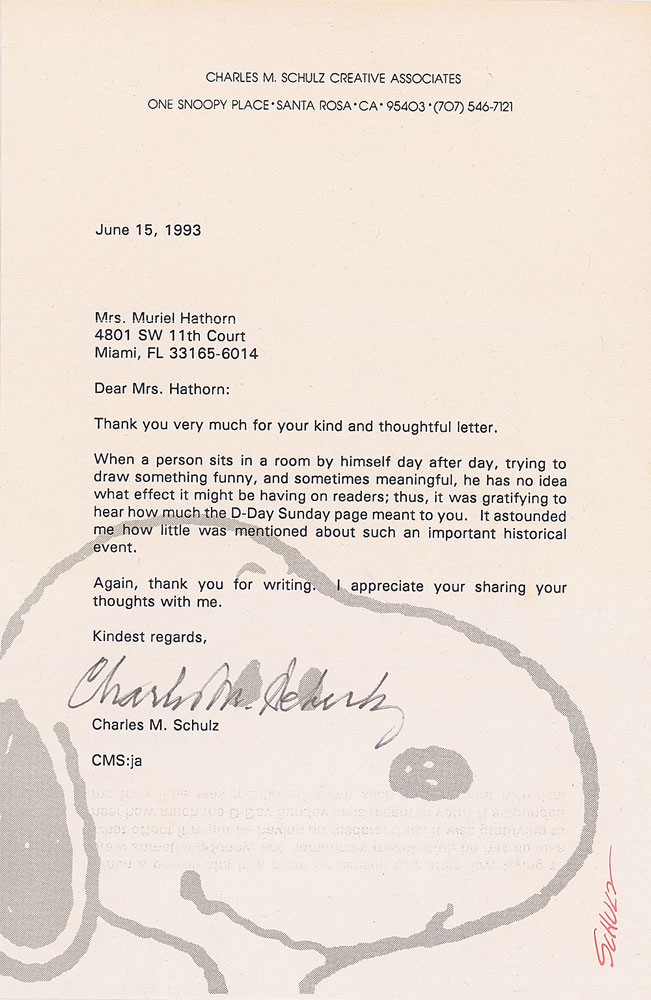 CHARLES M. SCHULZ CREATIVE ASSOCIATES
ONE SNOOPY PLACE • SANTA ROSA • CA • 95403 • (707) 546-7121
June 15, 1993
Mrs. Muriel Hathorn
4801 SW 11th Court
Miami, FL 33165-6014
Dear Mrs. Hathorn:
Thank you very much for your kind and thoughtful letter.
When a person sits in a room by himself day after day, trying to
draw something funny, and sometimes meaningful, he has no idea
what effect it might be having on readers; thus, it was gratifying to
hear how much the D-Day Sunday page meant to you. It astounded
me how little was mentioned about such an important historical
event.
Again, thank you for writing. I appreciate your sharing your
thoughts with me.
Kindest regards,
Charles M. Schulz
Charles M. Schulz
CMS:ja
SCHULZ